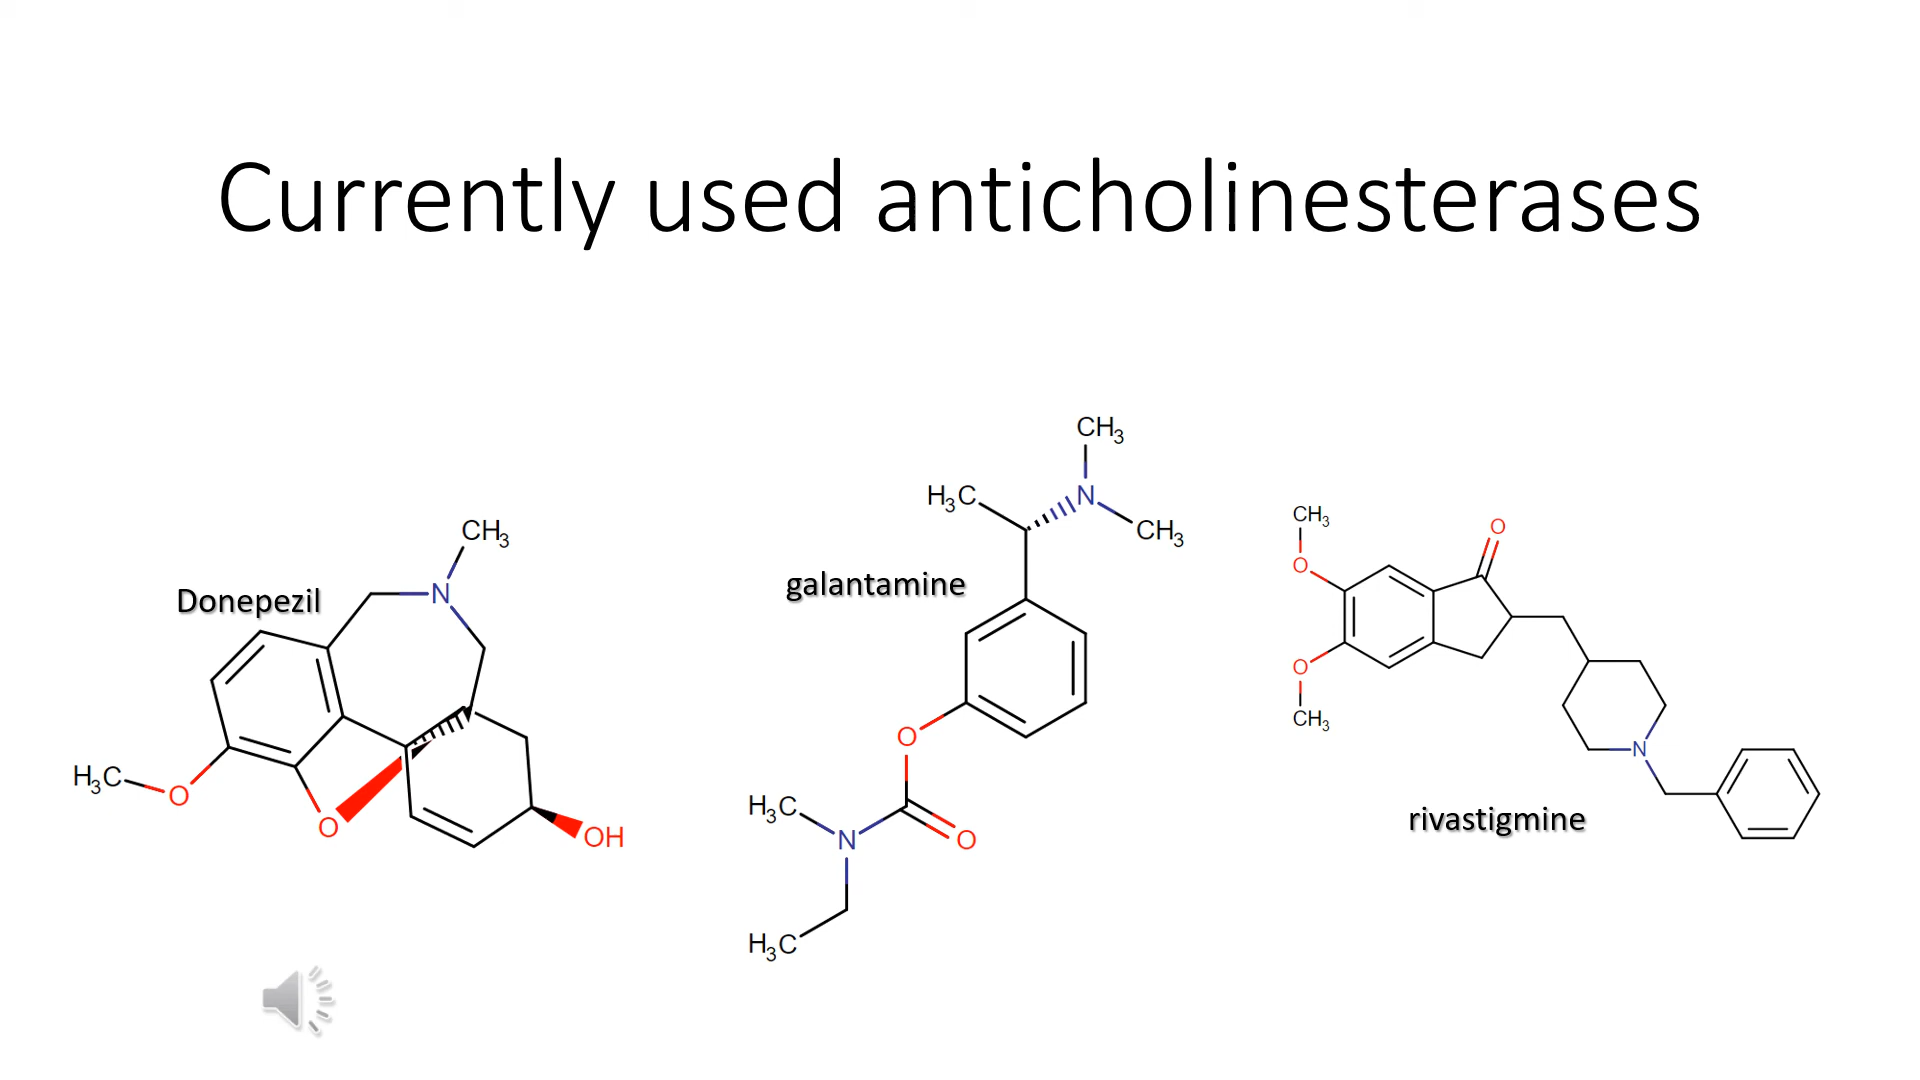 Currently used anticholinesterases
CH3
N
Donepezil
H3C
O
O
OH
CH3
H3C
N
CH3
galantamine
O
H3C
N
O
H3C
CH3
O
O
O
CH3
N
rivastigmine